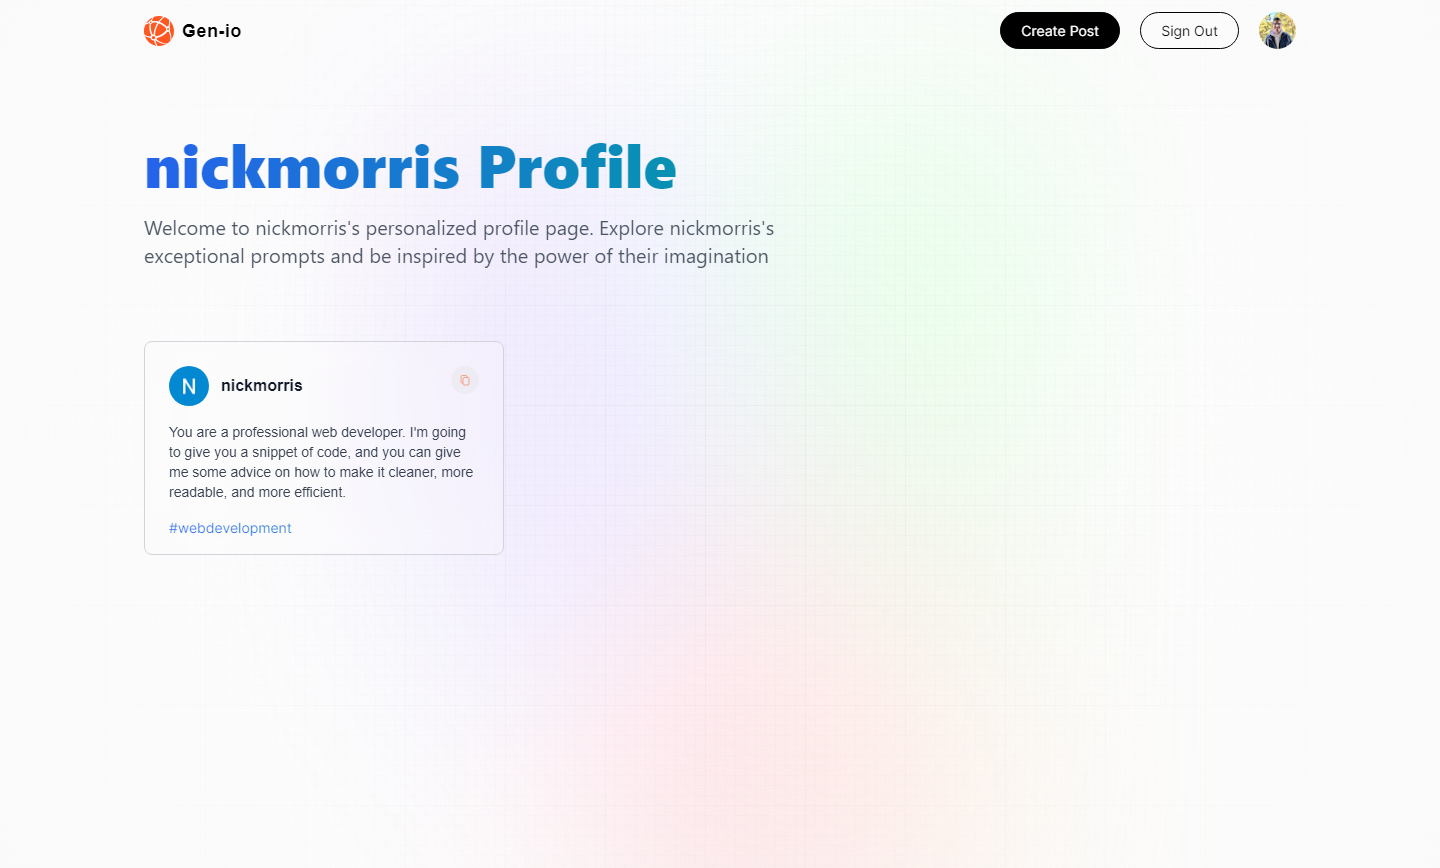 Gen-io
Create Post
Sign Out
nickmorris Profile
Welcome to nickmorris's personalized profile page. Explore nickmorris's
exceptional prompts and be inspired by the power of their imagination
N
nickmorris
You are a professional web developer. I'm going
to give you a snippet of code, and you can give
me some advice on how to make it cleaner, more
readable, and more efficient.
#webdevelopment